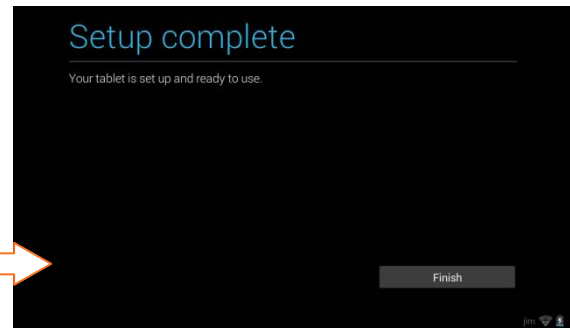 Setup complete
Your tablet is set up and ready to use.
Finish
jim